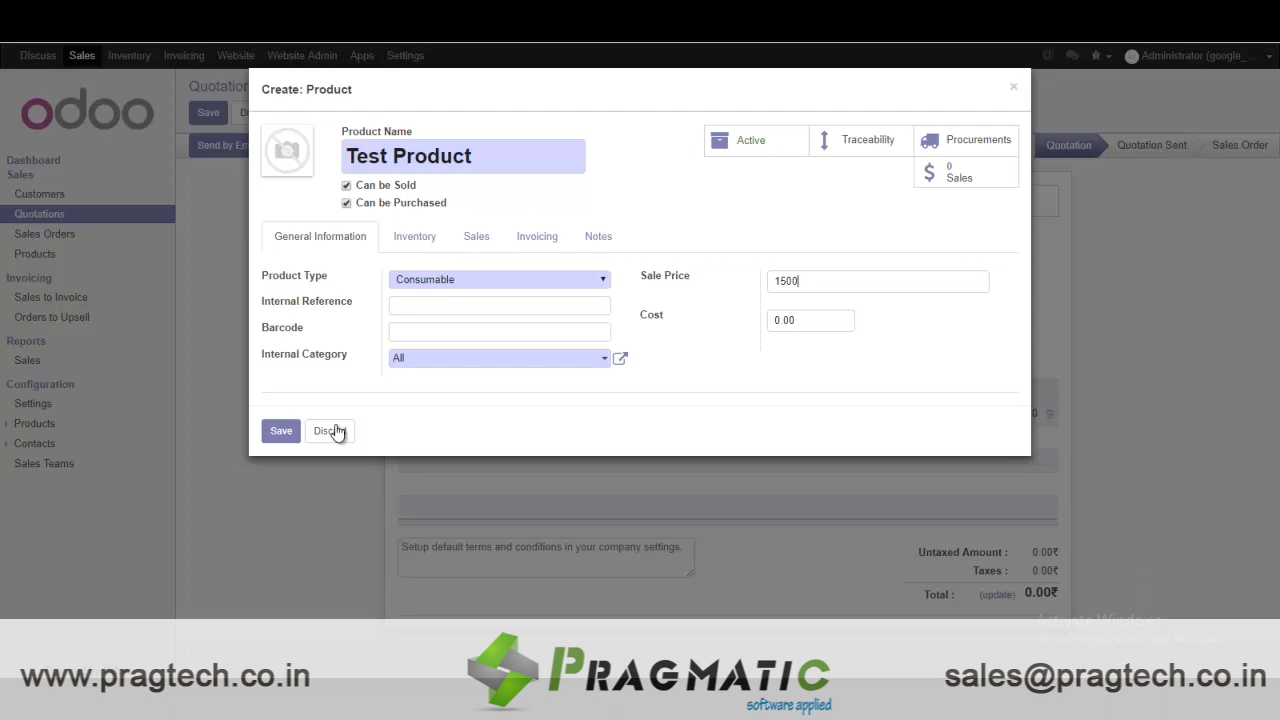 Discuss Sales Inventory Invoicing Website Website Admin Apps Settings
Administrator (google_...
odoo
Dashboard
Sales
Customers
Quotations
Sales Orders
Products
Invoicing
Sales to Invoice
Orders to Upsell
Reports
Sales
Configuration
Settings
Products
Contacts
Sales Teams
Save
Send by
Quotation Quotation Sent Sales Order
Create: Product ×
Product Name
Test Product
Can be Sold
Can be Purchased
Active Traceability Procurements
0
Sales
General Information Inventory Sales Invoicing Notes
Product Type Consumable
Sale Price 1500
Internal Reference
Cost 0.00
Barcode
Internal Category All
Save
Setup default terms and conditions in your company settings.
Untaxed Amount : 0.00₹
Taxes : 0.00₹
Total : (update) 0.00₹
Activate Windows
www.pragtech.co.in
PRAGMATIC
software applied
sales@pragtech.co.in